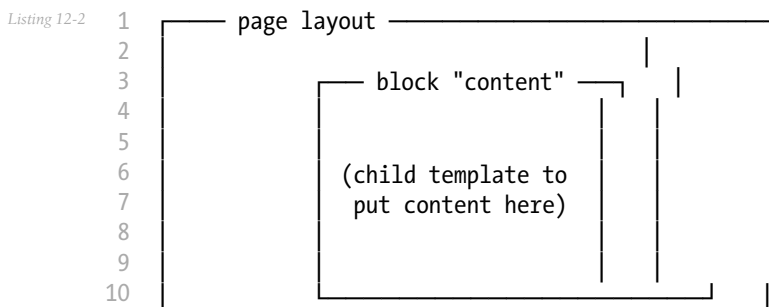 Listing 12-2 1 page layout
2
3 block "content"
4
5
6 (child template to
7 put content here)
8
9
10